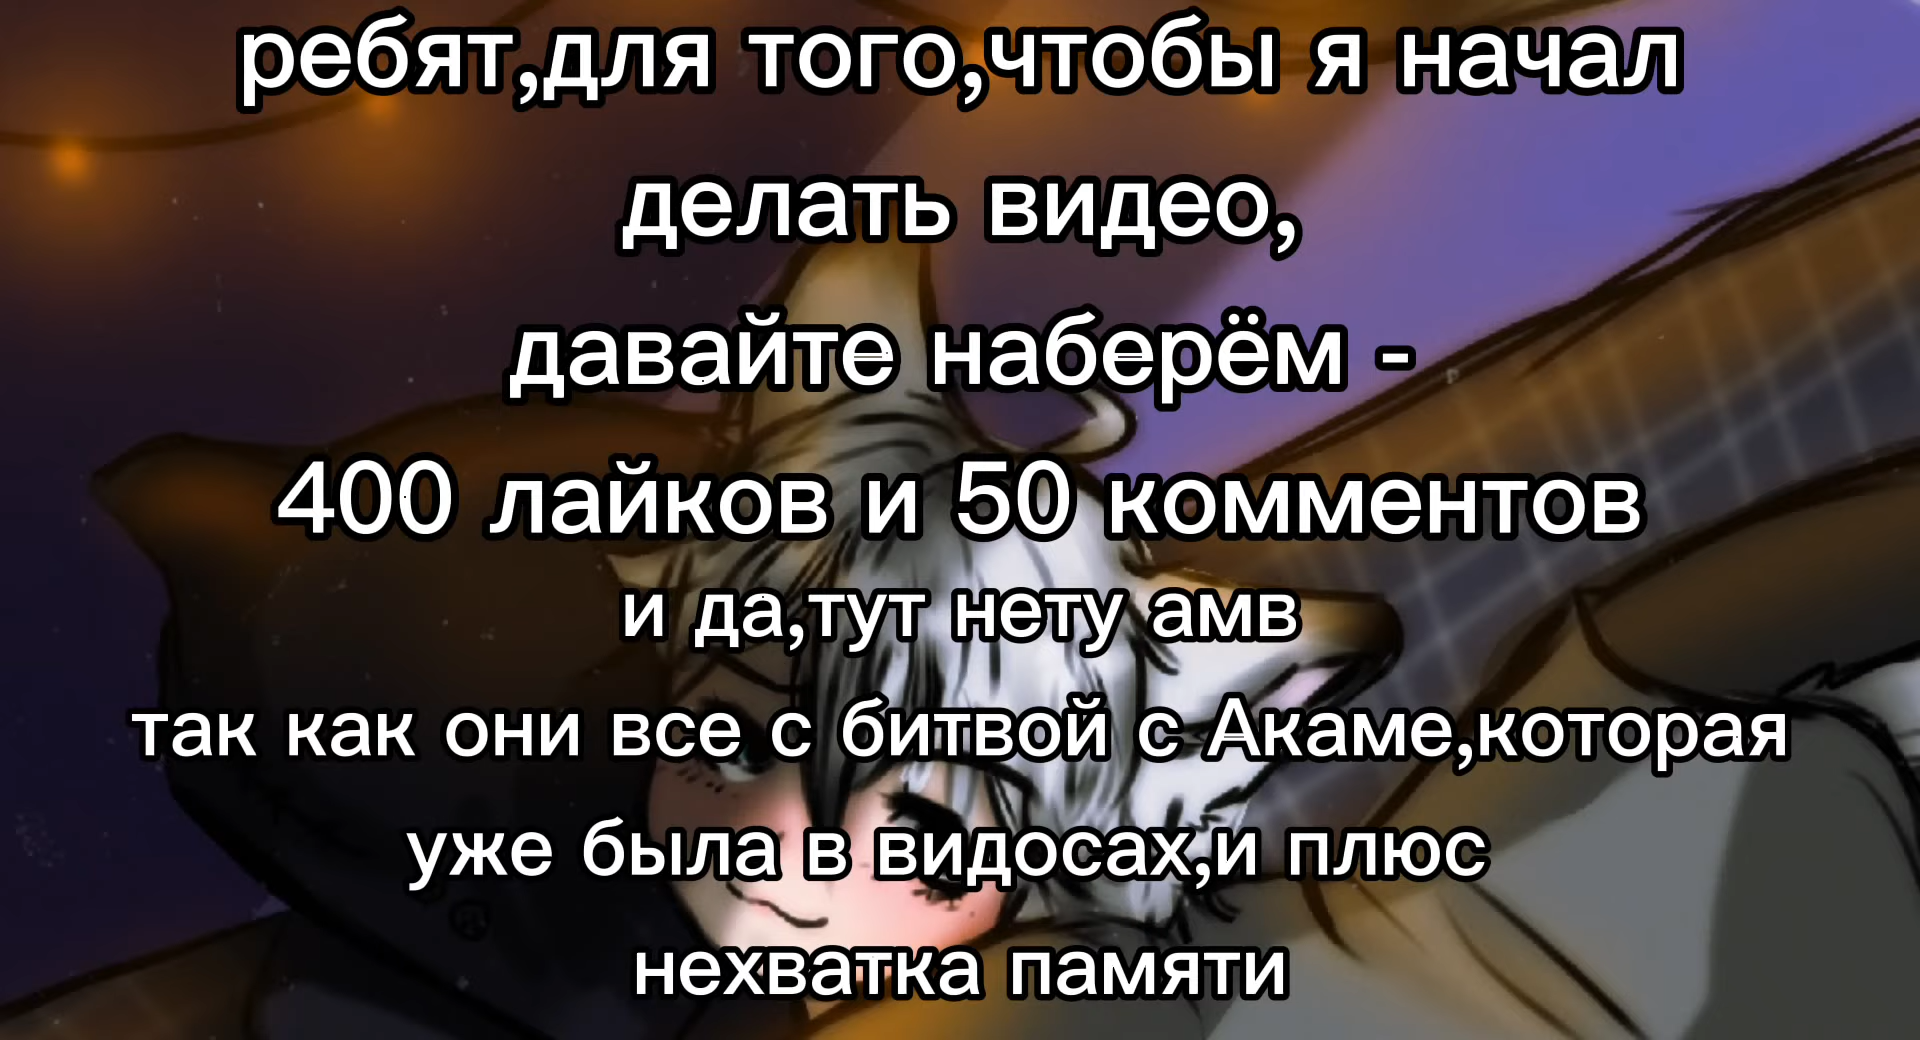 ребят,для того,чтобы я начал
делать видео,
давайте наберём -
400 лайков и 50 комментов
и да,тут нету амв
так как они все с битвой с Акаме,которая
уже была в видосах,и плюс
нехватка памяти